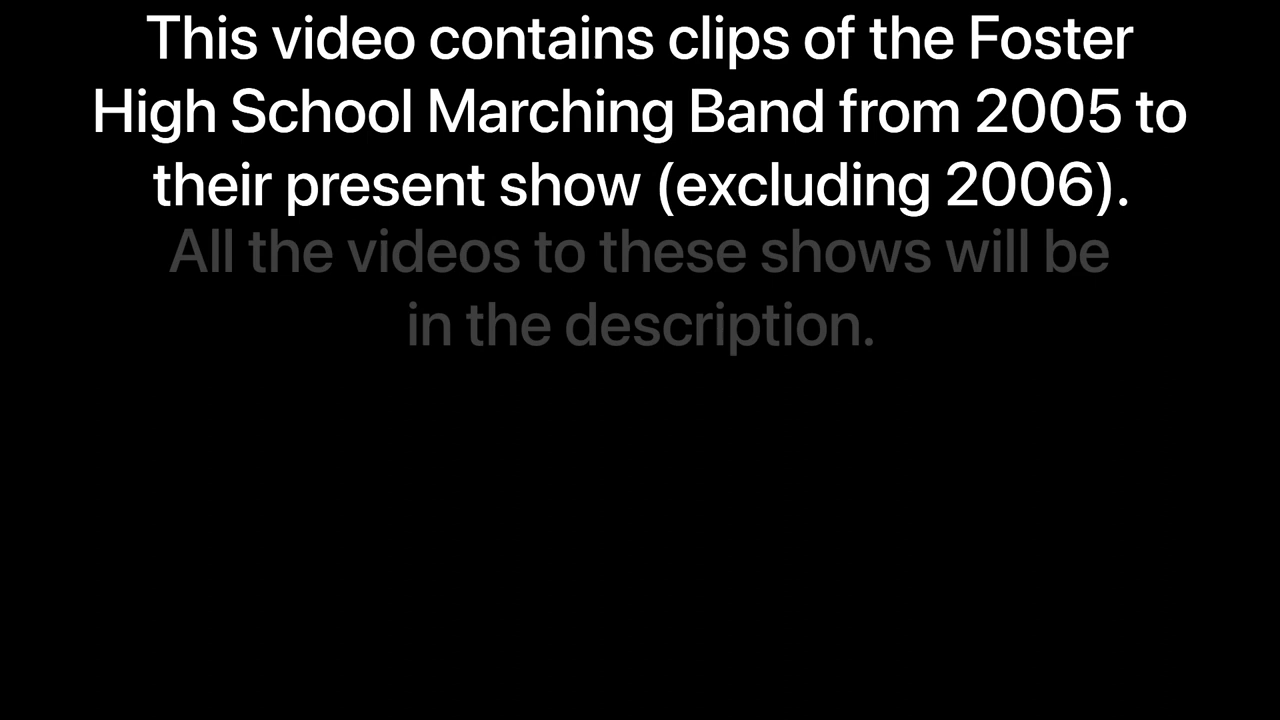 This video contains clips of the Foster
High School Marching Band from 2005 to
their present show (excluding 2006).
All the videos to these shows will be
in the description.